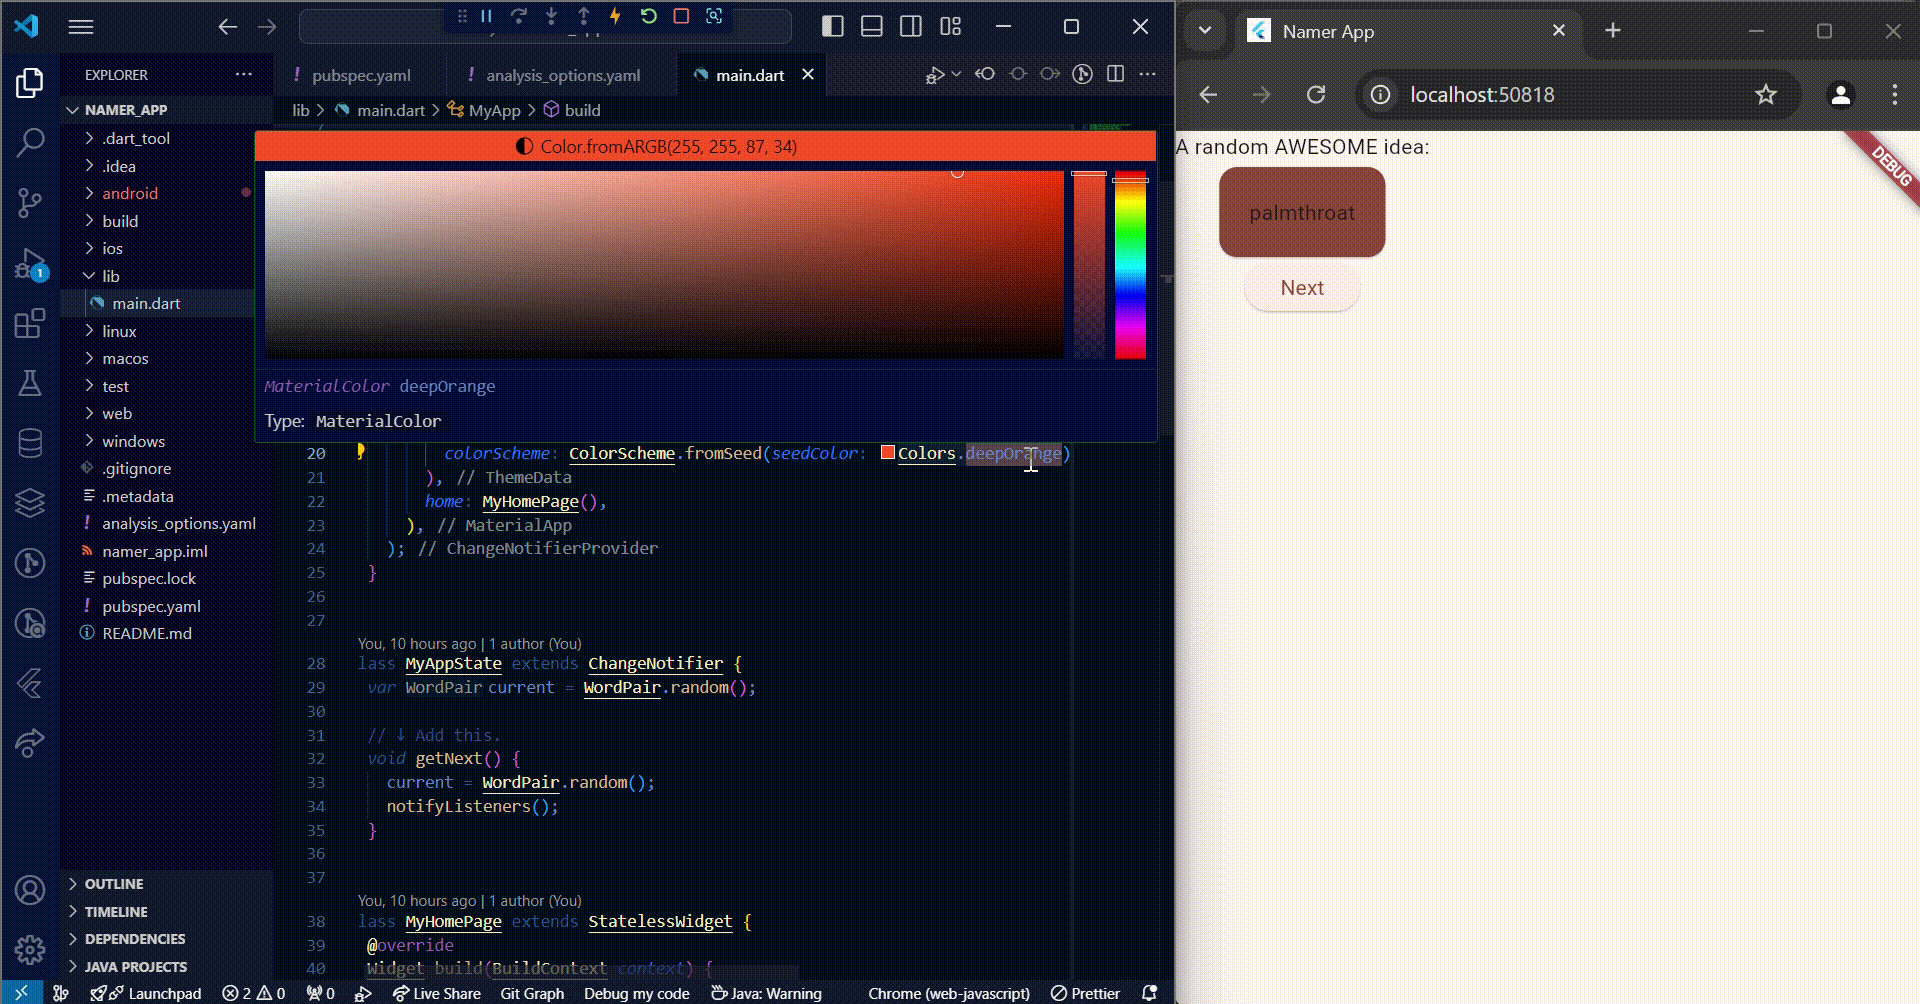 EXPLORER
NAMER_APP
.dart_tool
.idea
android
build
ios
lib
main.dart
linux
macos
test
web
windows
.gitignore
.metadata
analysis_options.yaml
namer_app.iml
pubspec.lock
pubspec.yaml
README.md
OUTLINE
TIMELINE
DEPENDENCIES
JAVA PROJECTS
1
pubspec.yaml
analysis_options.yaml
main.dart
lib > main.dart > MyApp > build
Color.fromARGB(255, 255, 87, 34)
MaterialColor deepOrange
Type: MaterialColor
20 colorScheme: ColorScheme.fromSeed(seedColor: Colors.deepOrange)
21 ), // ThemeData
22 home: MyHomePage(),
23 ), // MaterialApp
24 ); // ChangeNotifierProvider
25 }
26
27
You, 10 hours ago | 1 author (You)
28 lass MyAppState extends ChangeNotifier {
29 var WordPair current = WordPair.random();
30
31 // ↓ Add this.
32 void getNext() {
33 current = WordPair.random();
34 notifyListeners();
35 }
36
37
You, 10 hours ago | 1 author (You)
38 lass MyHomePage extends StatelessWidget {
39 @override
40 Widget build(BuildContext context) {
Launchpad
2
0
0
Live Share
Git Graph
Debug my code
Java: Warning
Chrome (web-javascript)
Prettier
Namer App
localhost:50818
A random AWESOME idea:
DEBUG
palmthroat
Next